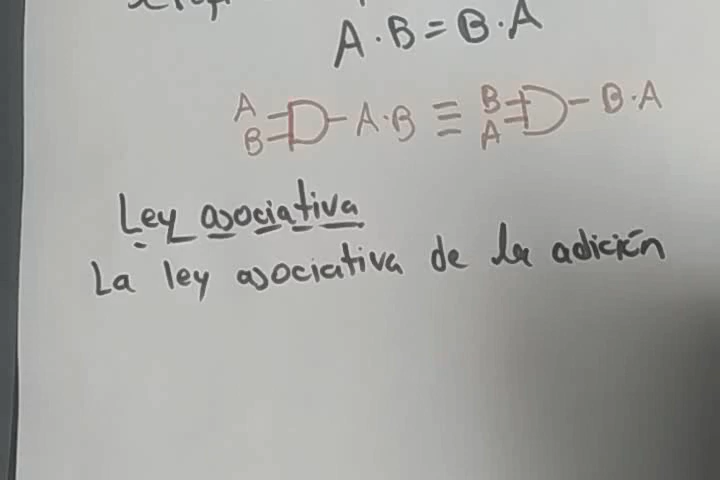 A·B=B·A
A B A·B ≡ B A B·A
Ley asociativa
La ley asociativa de la adición